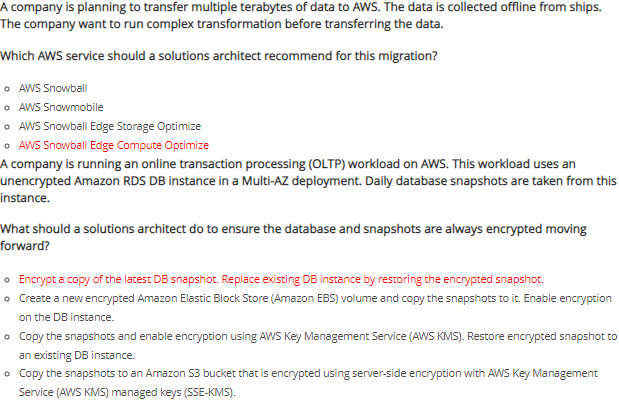 A company is planning to transfer multiple terabytes of data to AWS. The data is collected offline from ships.
The company want to run complex transformation before transferring the data.
Which AWS service should a solutions architect recommend for this migration?
AWS Snowball
AWS Snowmobile
AWS Snowball Edge Storage Optimize
AWS Snowball Edge Compute Optimize
A company is running an online transaction processing (OLTP) workload on AWS. This workload uses an
unencrypted Amazon RDS DB instance in a Multi-AZ deployment. Daily database snapshots are taken from this
instance.
What should a solutions architect do to ensure the database and snapshots are always encrypted moving
forward?
Encrypt a copy of the latest DB snapshot. Replace existing DB instance by restoring the encrypted snapshot.
Create a new encrypted Amazon Elastic Block Store (Amazon EBS) volume and copy the snapshots to it. Enable encryption
on the DB instance.
Copy the snapshots and enable encryption using AWS Key Management Service (AWS KMS). Restore encrypted snapshot to
an existing DB instance.
Copy the snapshots to an Amazon S3 bucket that is encrypted using server-side encryption with AWS Key Management
Service (AWS KMS) managed keys (SSE-KMS).